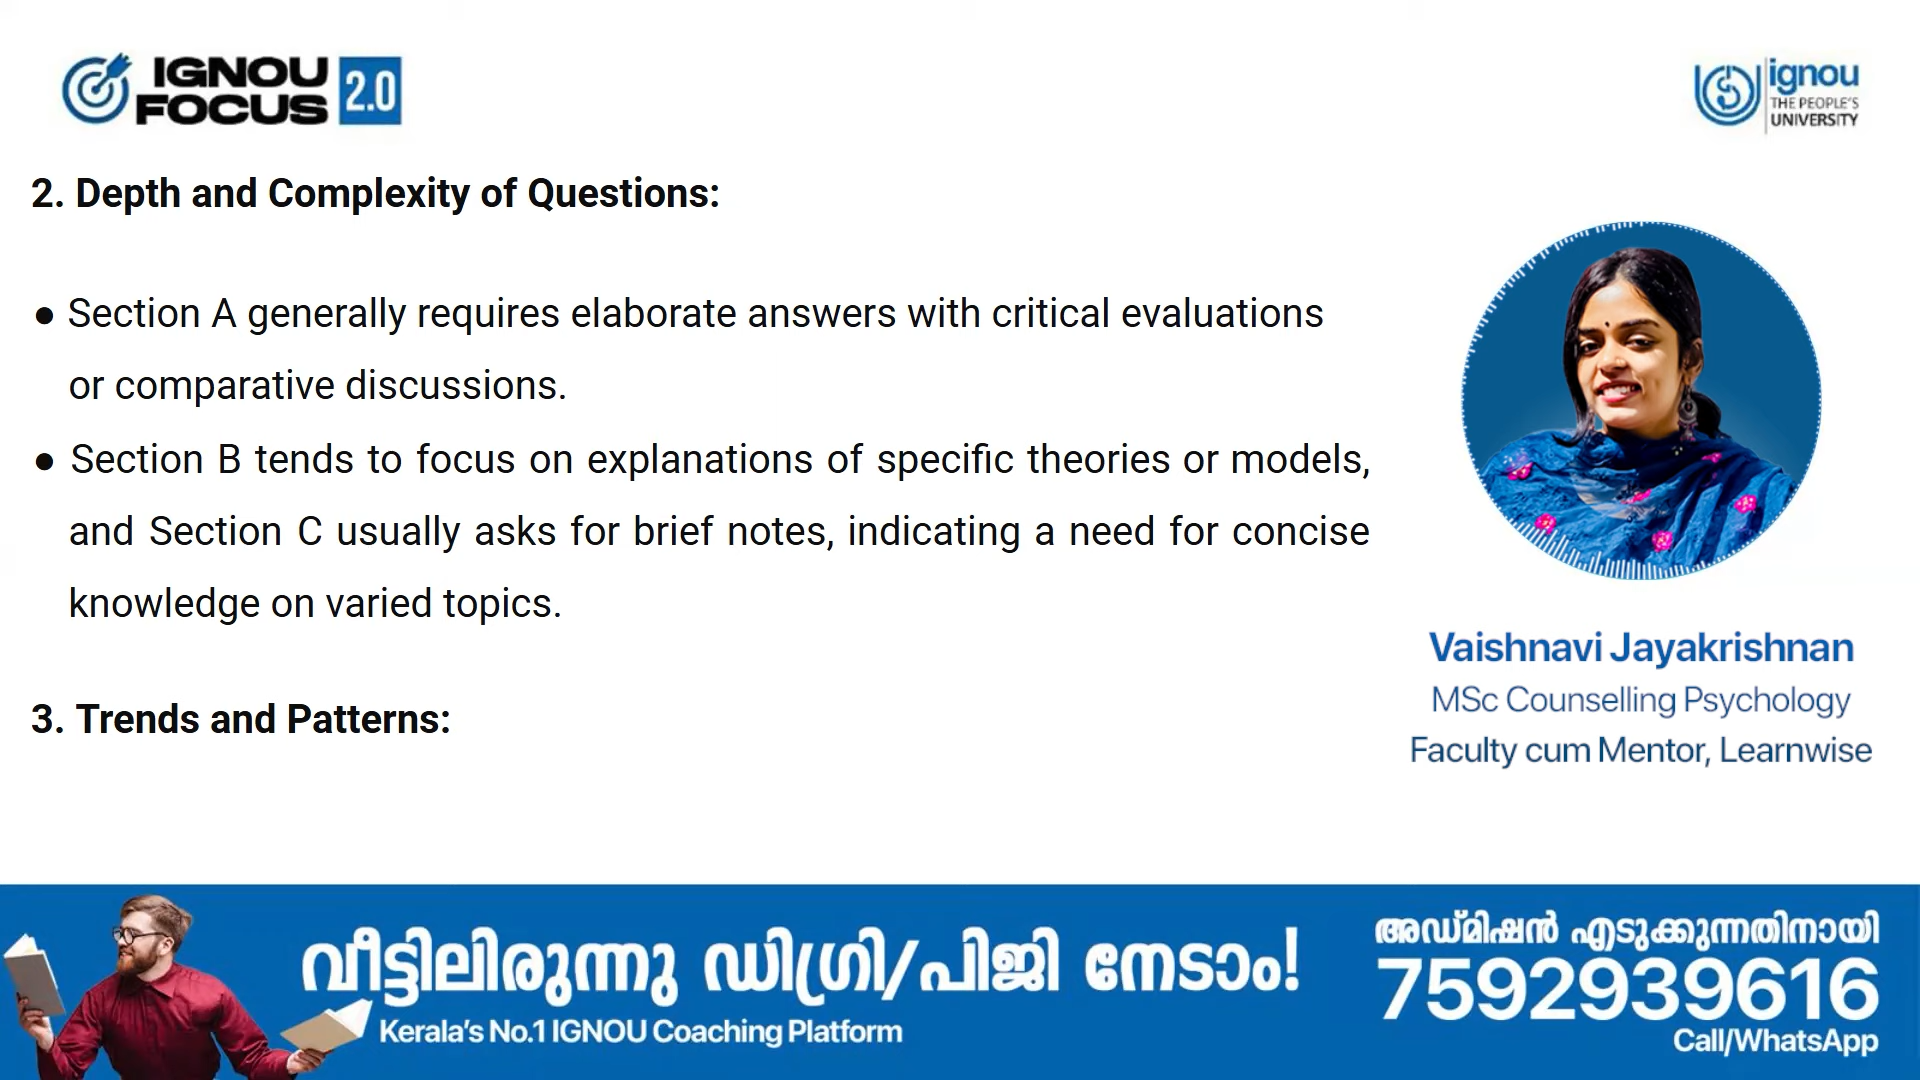 IGNOU
FOCUS 2.0
ignou
THE PEOPLE'S
UNIVERSITY
2. Depth and Complexity of Questions:
● Section A generally requires elaborate answers with critical evaluations
or comparative discussions.
● Section B tends to focus on explanations of specific theories or models,
and Section C usually asks for brief notes, indicating a need for concise
knowledge on varied topics.
3. Trends and Patterns:
Vaishnavi Jayakrishnan
MSc Counselling Psychology
Faculty cum Mentor, Learnwise
വീട്ടിലിരുന്നു ഡിഗ്രി/പിജി നേടാം!
Kerala's No.1 IGNOU Coaching Platform
അഡ്മിഷൻ എടുക്കുന്നതിനായി
7592939616
Call/WhatsApp